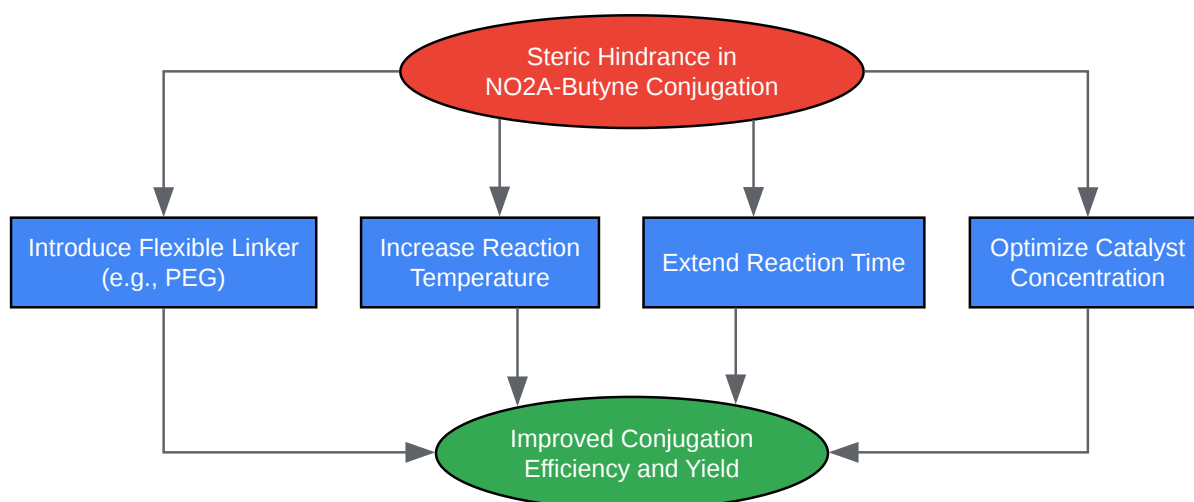 Steric Hindrance in
NO2A-Butyne Conjugation
Introduce Flexible Linker
(e.g., PEG)
Increase Reaction
Temperature
Extend Reaction Time
Optimize Catalyst
Concentration
Improved Conjugation
Efficiency and Yield